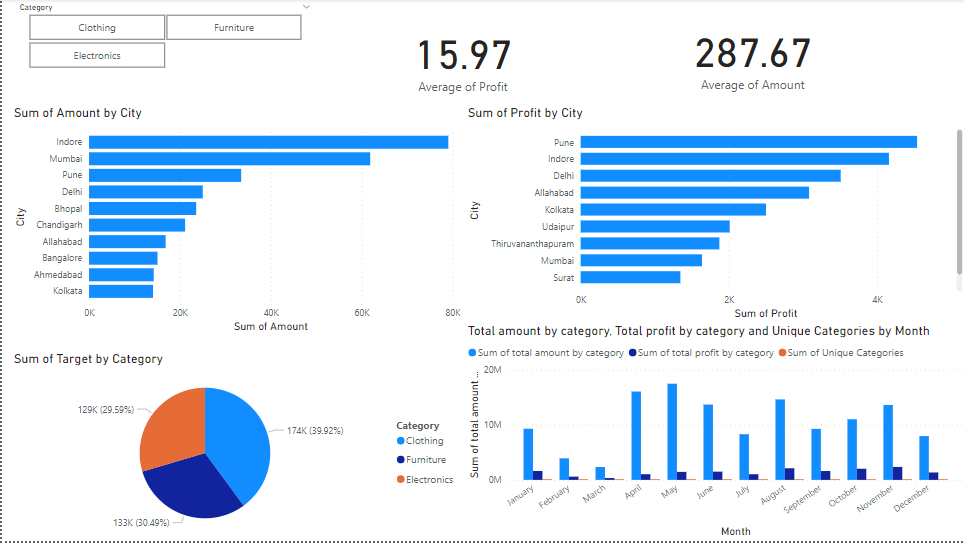 Category
Clothing
Furniture
Electronics
15.97
Average of Profit
287.67
Average of Amount
Sum of Amount by City
City
Indore
Mumbai
Pune
Delhi
Bhopal
Chandigarh
Allahabad
Bangalore
Ahmedabad
Kolkata
0K 20K 40K 60K 80K
Sum of Amount
Sum of Profit by City
City
Pune
Indore
Delhi
Allahabad
Kolkata
Udaipur
Thiruvananthapuram
Mumbai
Surat
0K 2K 4K
Sum of Profit
Sum of Target by Category
129K (29.59%)
174K (39.92%)
133K (30.49%)
Category
Clothing
Furniture
Electronics
Total amount by category, Total profit by category and Unique Categories by Month
Sum of total amount by category Sum of total profit by category Sum of Unique Categories
Sum of total amount...
20M
10M
0M
January February March April May June July August September October November December
Month